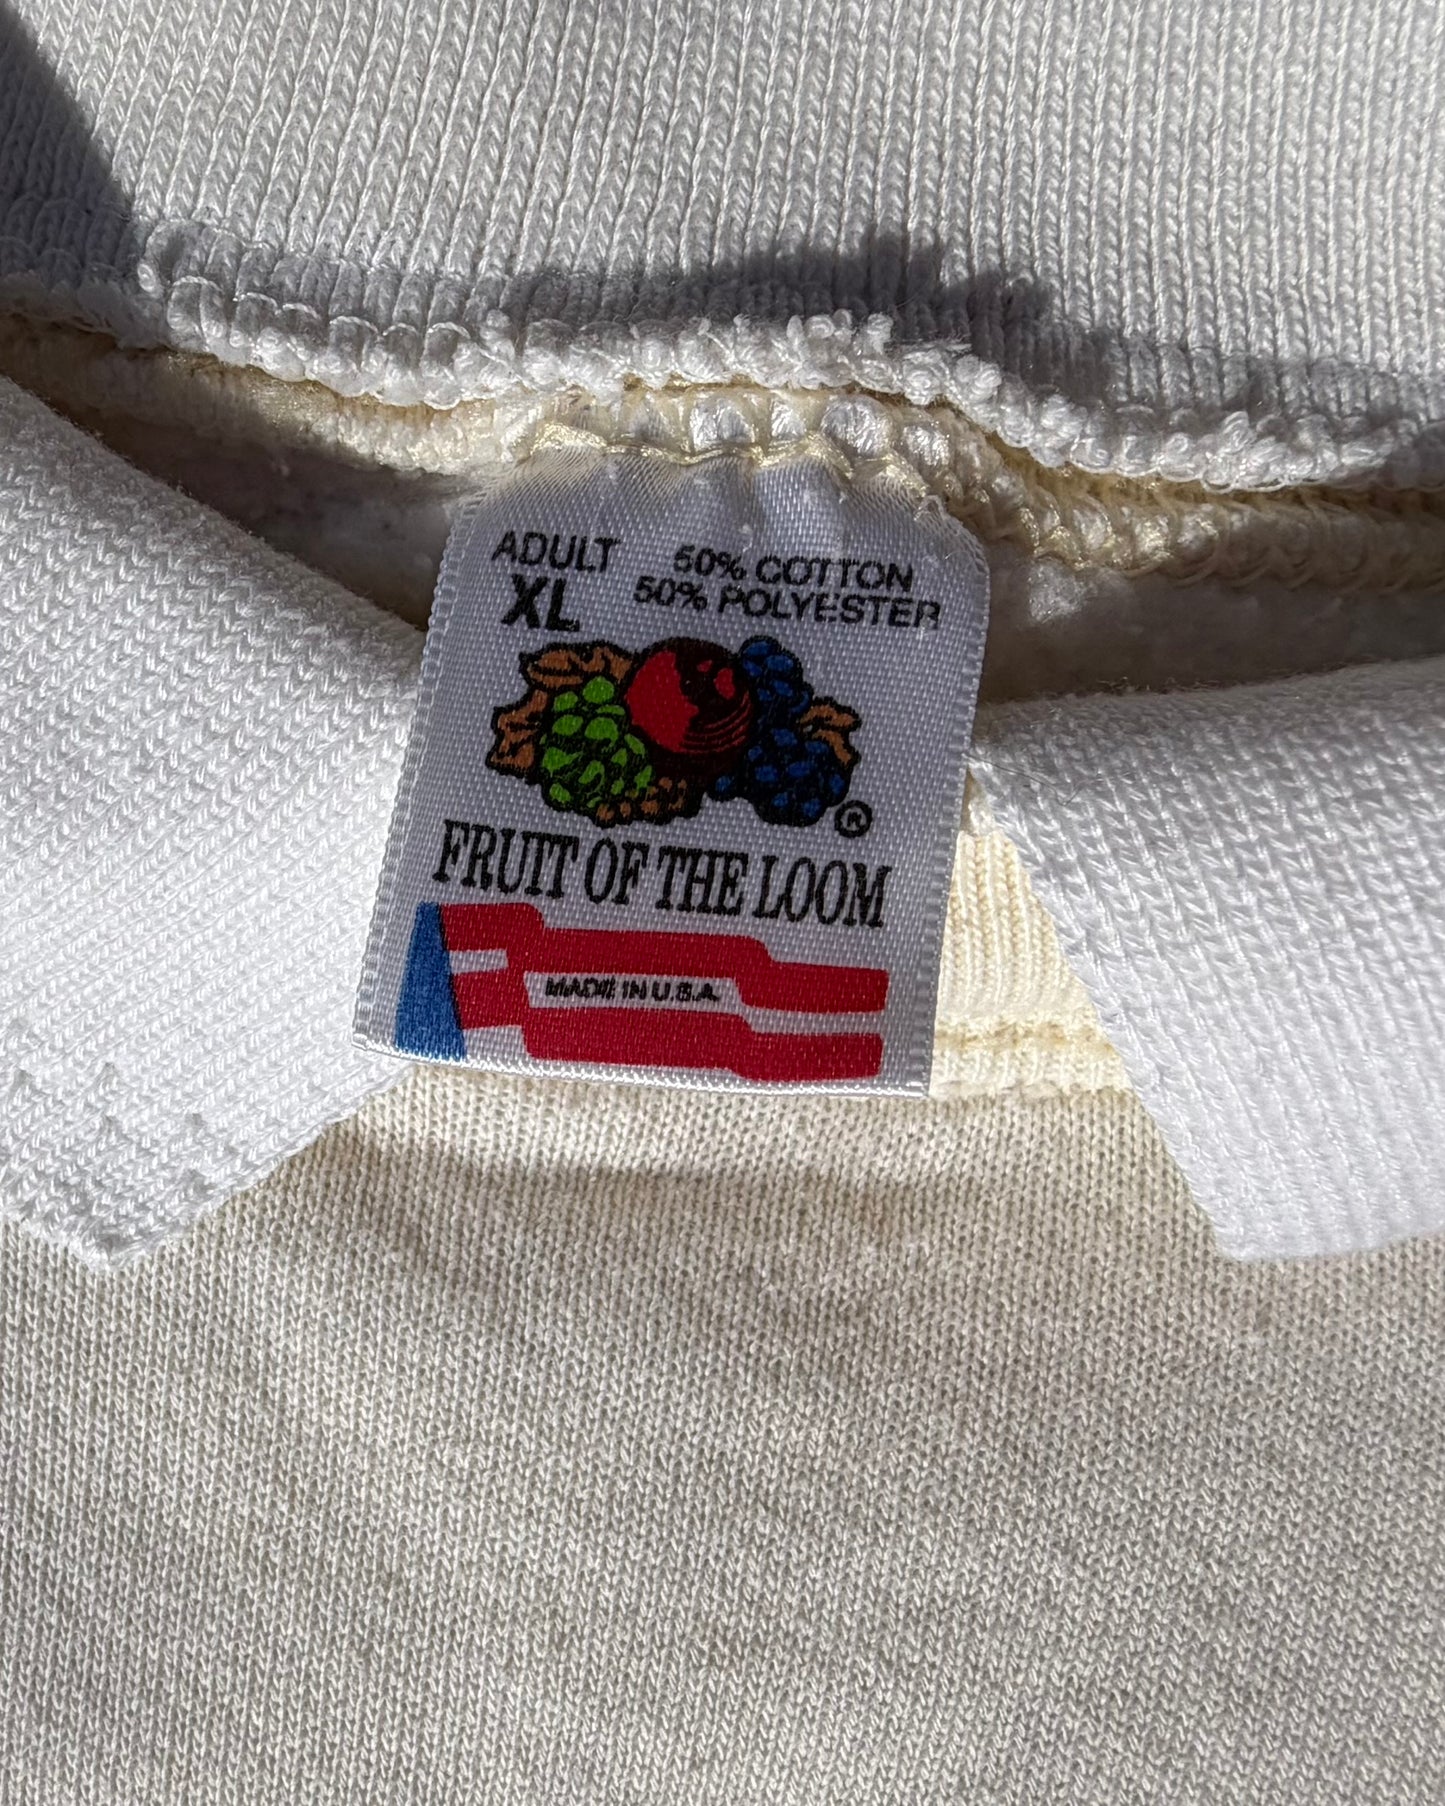 ADULT
XL
50% COTTON
50% POLYESTER
®
FRUIT OF THE LOOM
MADE IN U.S.A.